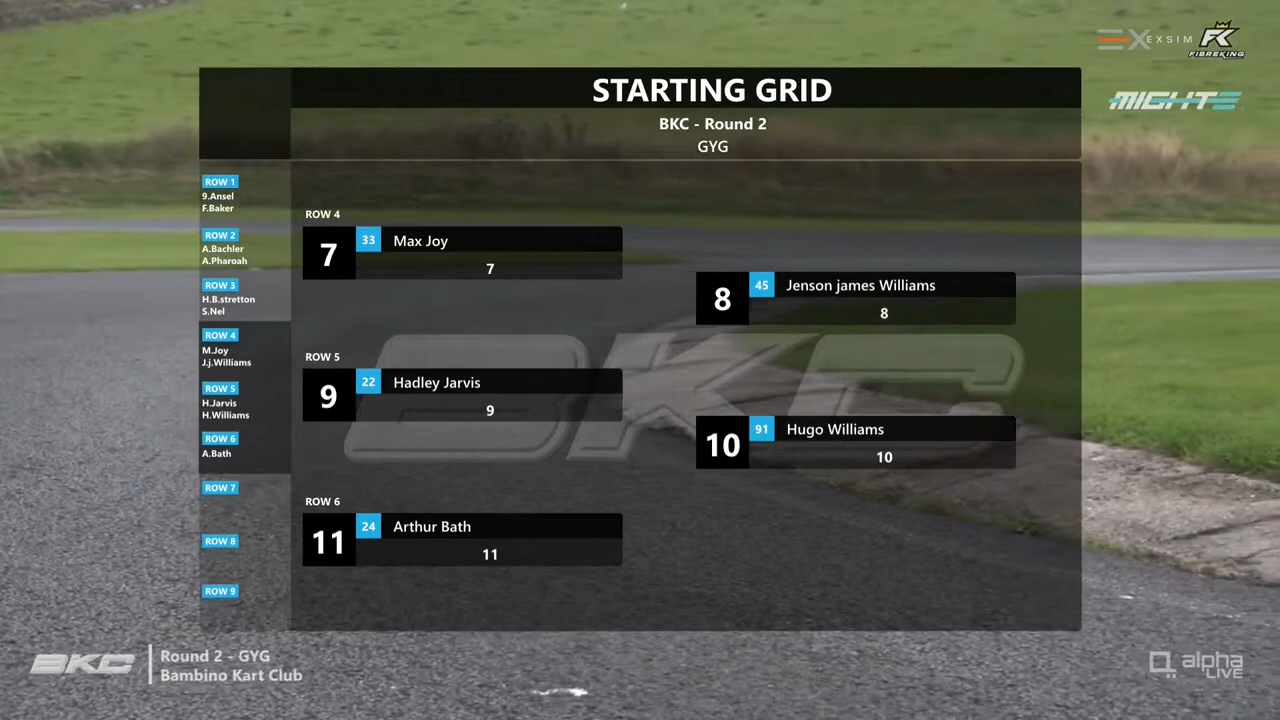 EX EXSIM
FK
FIBREKING
MIGHTE
STARTING GRID
BKC - Round 2
GYG
ROW 1
9.Ansel
F.Baker
ROW 2
A.Bachler
A.Pharoah
ROW 3
H.B.stretton
S.Nel
ROW 4
M.Joy
J.j.Williams
ROW 5
H.Jarvis
H.Williams
ROW 6
A.Bath
ROW 7
ROW 8
ROW 9
ROW 4
7 33 Max Joy
7
8 45 Jenson james Williams
8
ROW 5
9 22 Hadley Jarvis
9
10 91 Hugo Williams
10
ROW 6
11 24 Arthur Bath
11
BKC
BKC
Round 2 - GYG
Bambino Kart Club
alpha
LIVE